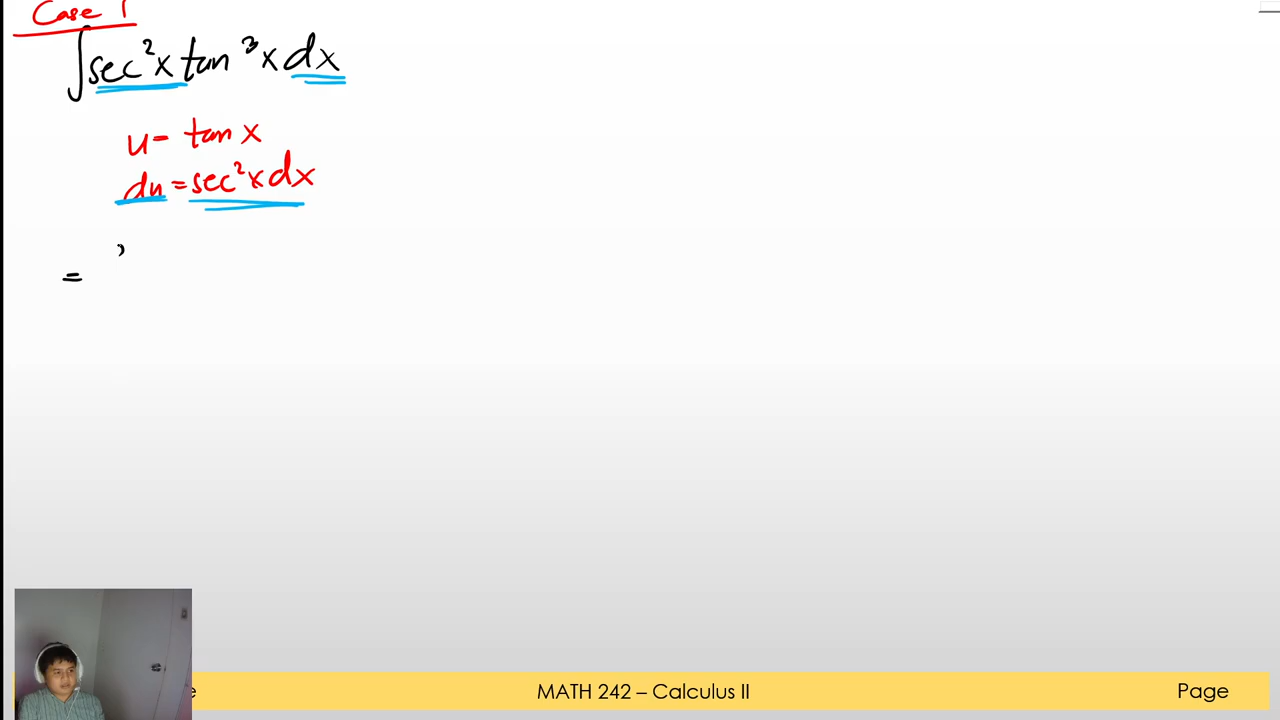 Case 1
∫sec²x tan³x dx
u = tan x
du = sec²x dx
=
MATH 242 – Calculus II
Page